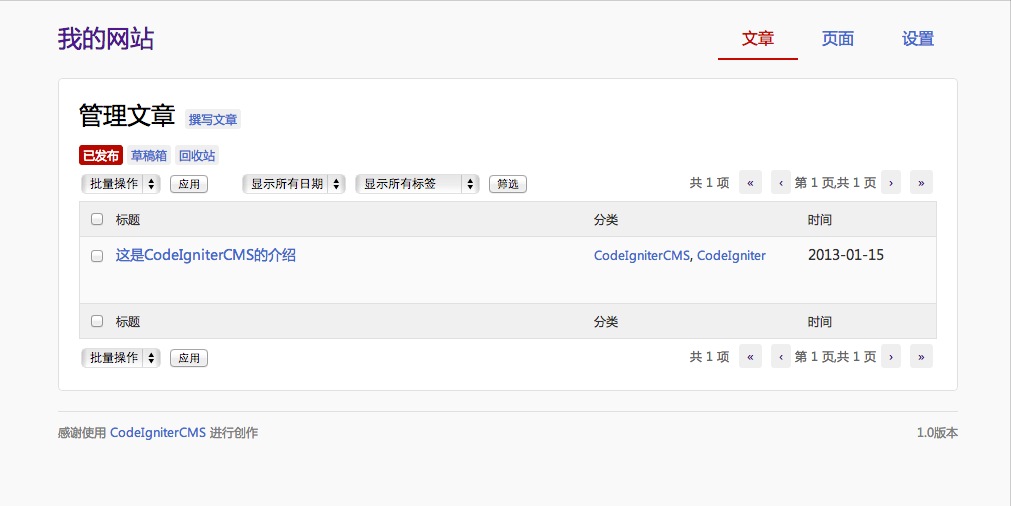 我的网站 文章 页面 设置
管理文章 撰写文章
已发布 草稿箱 回收站
批量操作 应用 显示所有日期 显示所有标签 筛选 共 1 项 « ‹ 第 1 页,共 1 页 › »
标题 分类 时间
这是CodeIgniterCMS的介绍 CodeIgniterCMS, CodeIgniter 2013-01-15
标题 分类 时间
批量操作 应用 共 1 项 « ‹ 第 1 页,共 1 页 › »
感谢使用 CodeIgniterCMS 进行创作 1.0版本